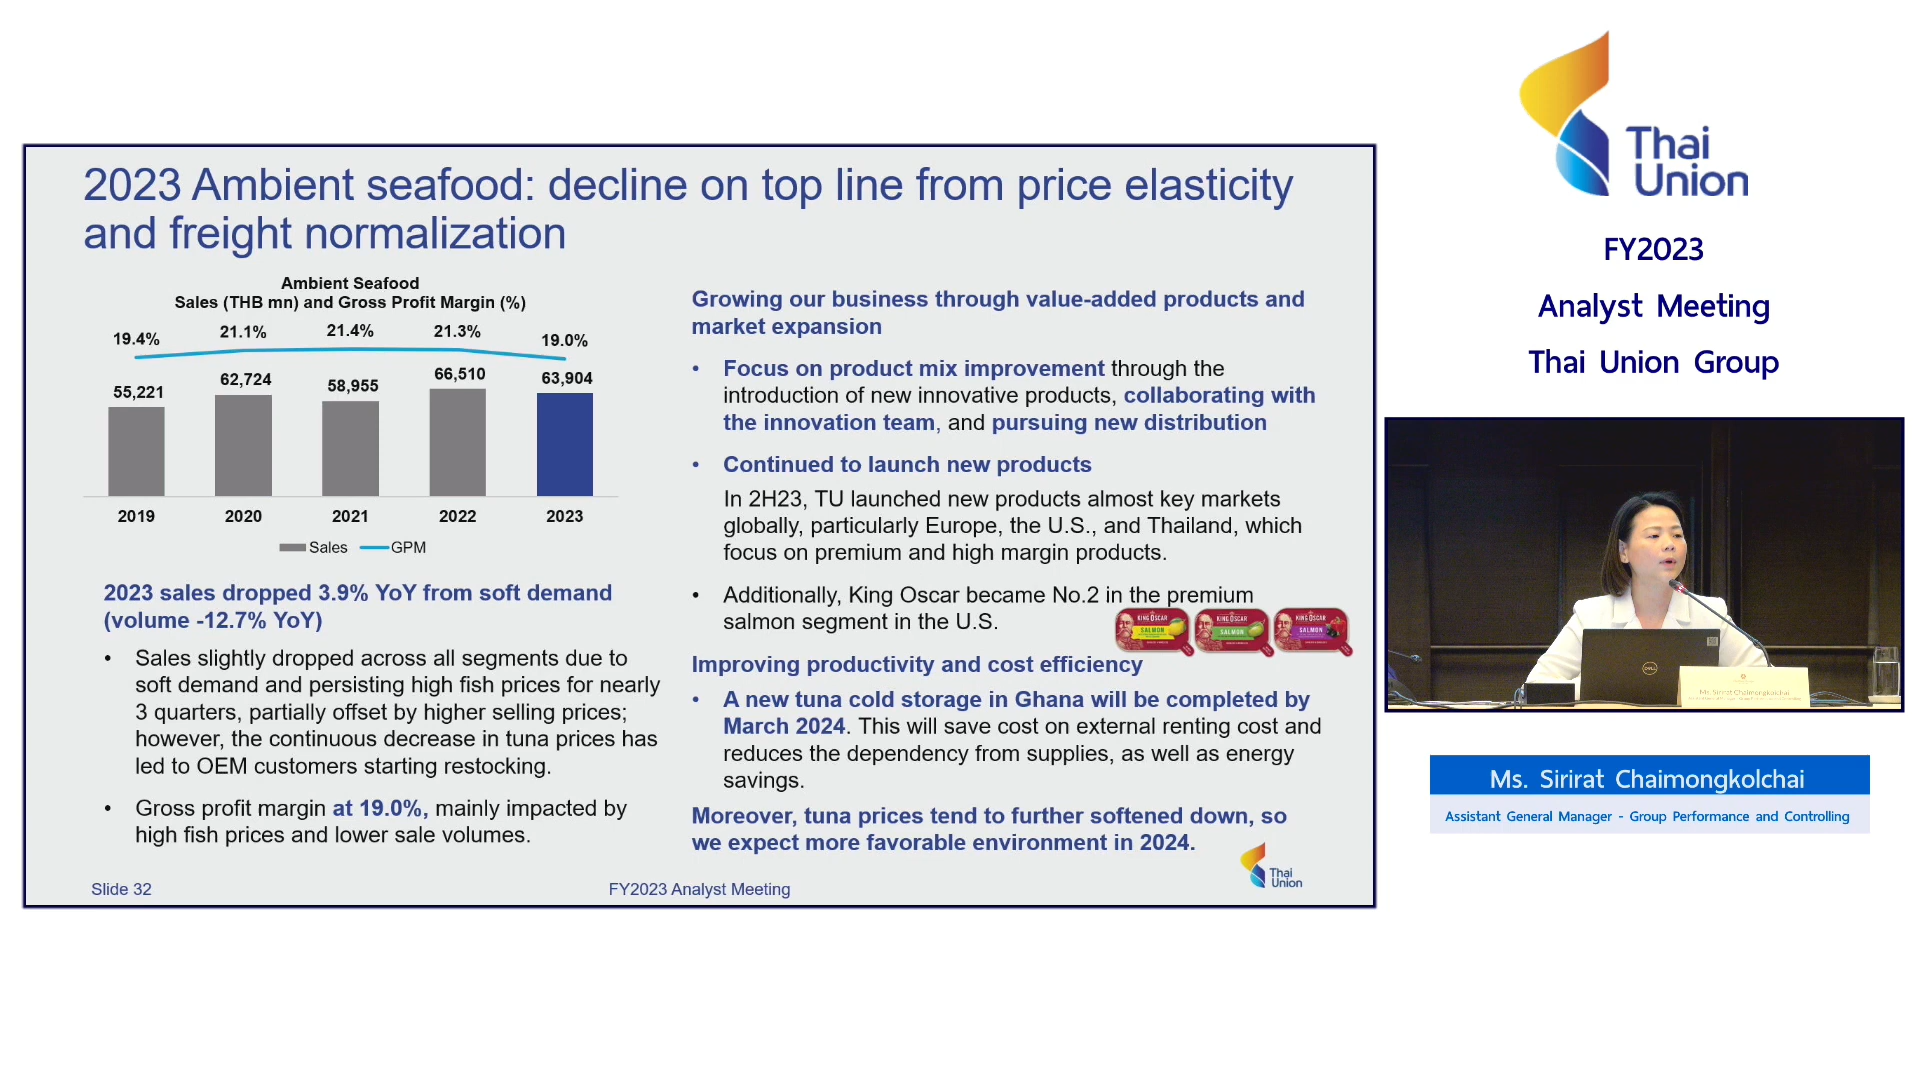 2023 Ambient seafood: decline on top line from price elasticity
and freight normalization
Ambient Seafood
Sales (THB mn) and Gross Profit Margin (%)
19.4% 21.1% 21.4% 21.3% 19.0%
55,221 62,724 58,955 66,510 63,904
2019 2020 2021 2022 2023
Sales GPM
2023 sales dropped 3.9% YoY from soft demand
(volume -12.7% YoY)
• Sales slightly dropped across all segments due to
soft demand and persisting high fish prices for nearly
3 quarters, partially offset by higher selling prices;
however, the continuous decrease in tuna prices has
led to OEM customers starting restocking.
• Gross profit margin at 19.0%, mainly impacted by
high fish prices and lower sale volumes.
Growing our business through value-added products and
market expansion
• Focus on product mix improvement through the
introduction of new innovative products, collaborating with
the innovation team, and pursuing new distribution
• Continued to launch new products
In 2H23, TU launched new products almost key markets
globally, particularly Europe, the U.S., and Thailand, which
focus on premium and high margin products.
• Additionally, King Oscar became No.2 in the premium
salmon segment in the U.S.
KING OSCAR SALMON
KING OSCAR SALMON
KING OSCAR SALMON
Improving productivity and cost efficiency
• A new tuna cold storage in Ghana will be completed by
March 2024. This will save cost on external renting cost and
reduces the dependency from supplies, as well as energy
savings.
Moreover, tuna prices tend to further softened down, so
we expect more favorable environment in 2024.
Slide 32
FY2023 Analyst Meeting
Thai
Union
Thai
Union
FY2023
Analyst Meeting
Thai Union Group
DELL
Ms. Sirirat Chaimongkolchai
Ms. Sirirat Chaimongkolchai
Assistant General Manager - Group Performance and Controlling